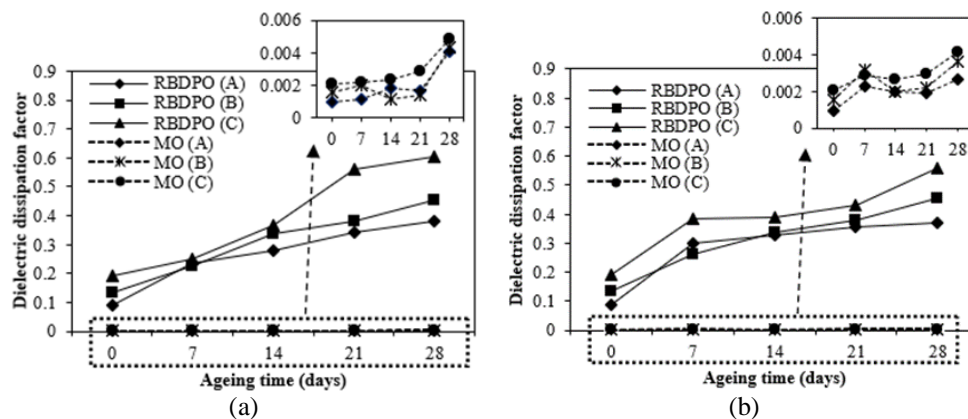 0.006
0.004
0.002
0
0 7 14 21 28
0.9
0.8
0.7
0.6
0.5
0.4
0.3
0.2
0.1
0
RBDPO (A)
RBDPO (B)
RBDPO (C)
MO (A)
MO (B)
MO (C)
Dielectric dissipation factor
0 7 14 21 28
Ageing time (days)
(a)
0.006
0.004
0.002
0
0 7 14 21 28
0.9
0.8
0.7
0.6
0.5
0.4
0.3
0.2
0.1
0
RBDPO (A)
RBDPO (B)
RBDPO (C)
MO (A)
MO (B)
MO (C)
Dielectric dissipation factor
0 7 14 21 28
Ageing time (days)
(b)